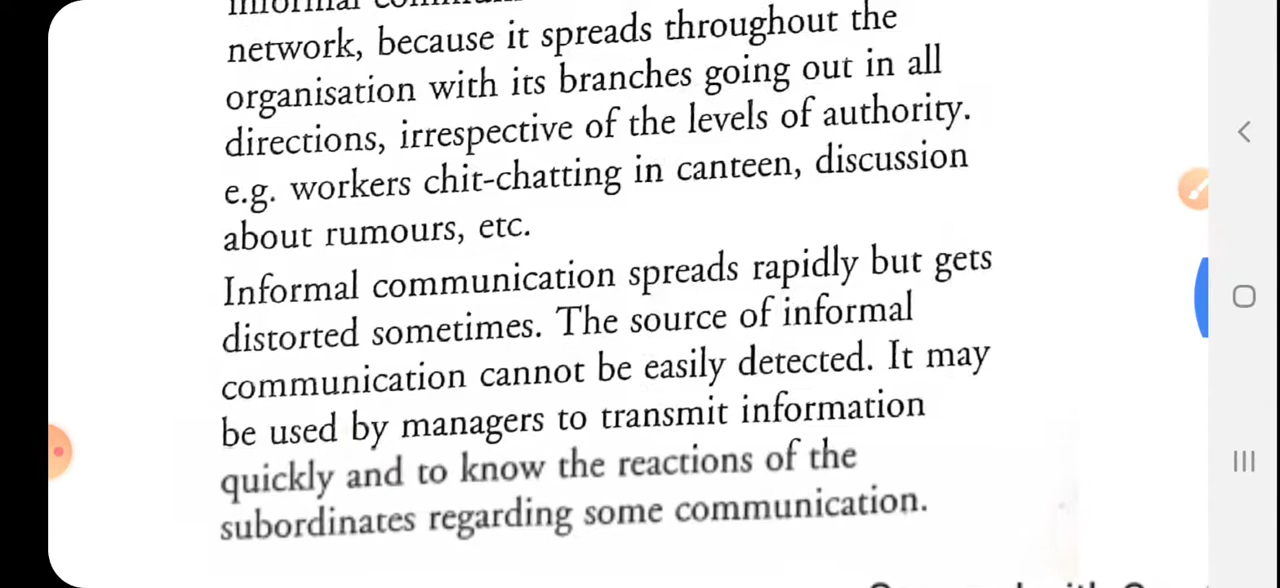 network, because it spreads throughout the
organisation with its branches going out in all
directions, irrespective of the levels of authority.
e.g. workers chit-chatting in canteen, discussion
about rumours, etc.
Informal communication spreads rapidly but gets
distorted sometimes. The source of informal
communication cannot be easily detected. It may
be used by managers to transmit information
quickly and to know the reactions of the
subordinates regarding some communication.